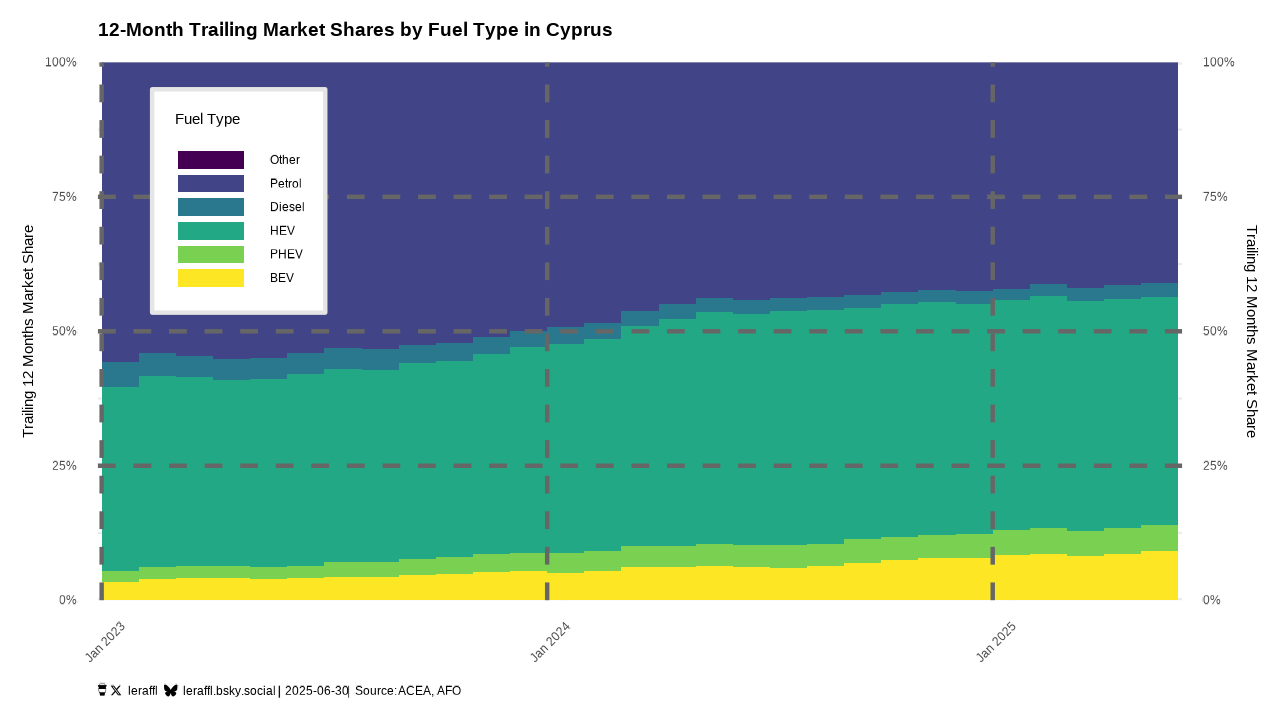 12-Month Trailing Market Shares by Fuel Type in Cyprus
100%
75%
50%
25%
0%
100%
75%
50%
25%
0%
Trailing 12 Months Market Share
Trailing 12 Months Market Share
Fuel Type
Other
Petrol
Diesel
HEV
PHEV
BEV
Jan 2023
Jan 2024
Jan 2025
leraffl leraffl.bsky.social | 2025-06-30| Source:ACEA, AFO